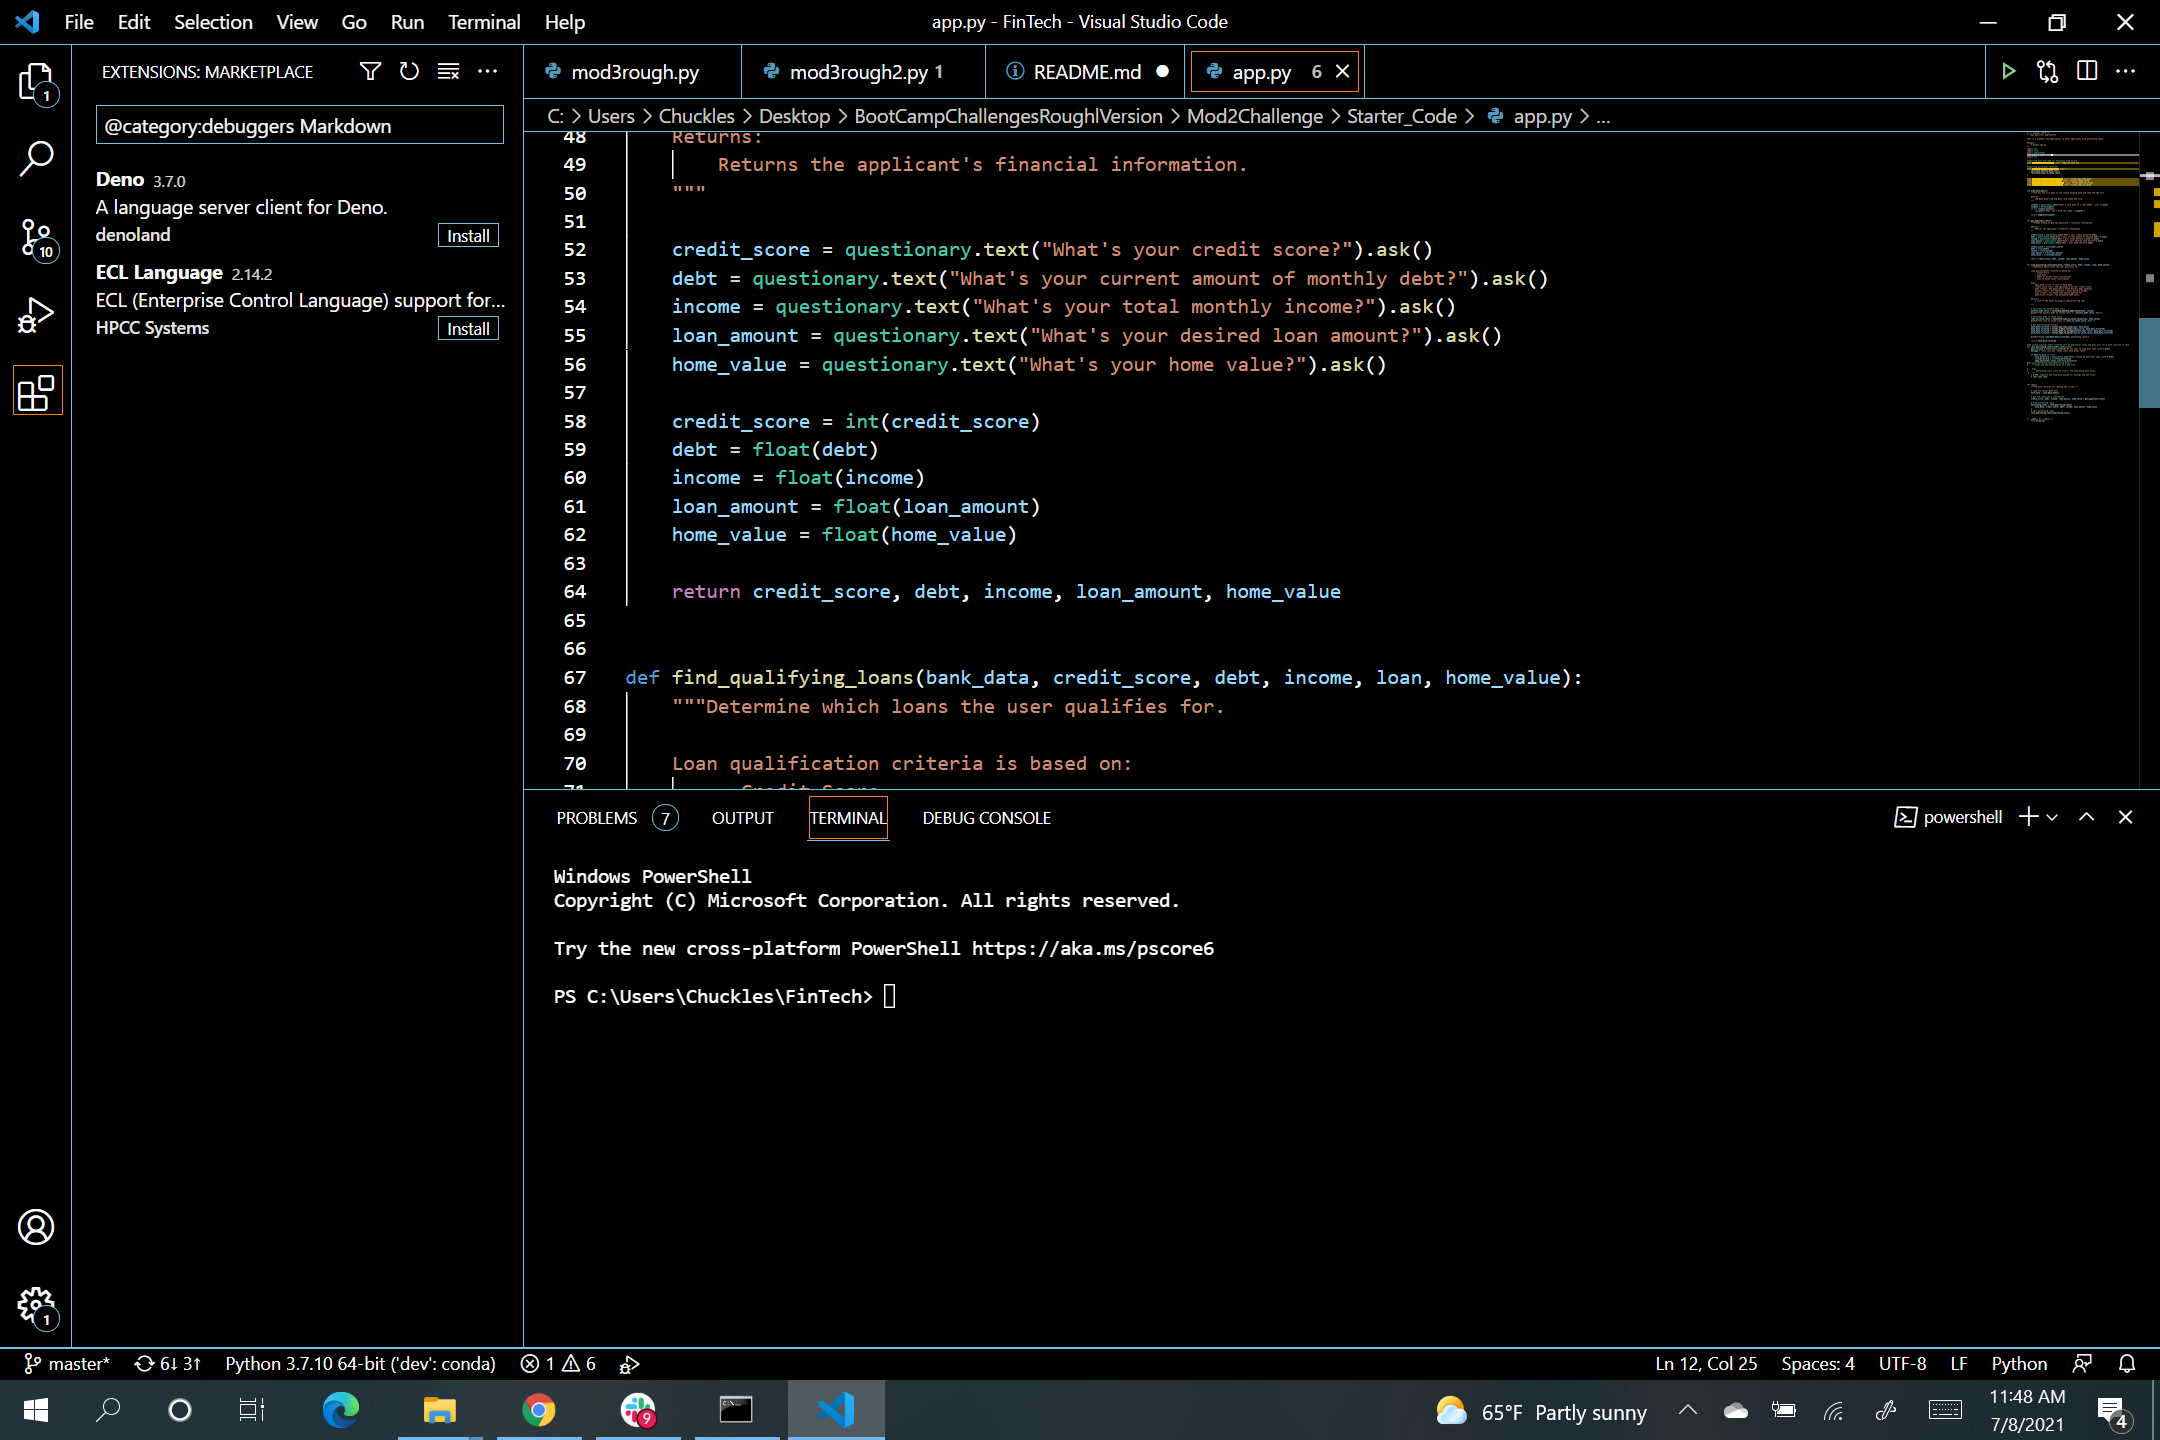 File Edit Selection View Go Run Terminal Help
app.py - FinTech - Visual Studio Code
EXTENSIONS: MARKETPLACE
@category:debuggers Markdown
Deno 3.7.0
A language server client for Deno.
denoland
Install
ECL Language 2.14.2
ECL (Enterprise Control Language) support for...
HPCC Systems
Install
1
10
1
mod3rough.py
mod3rough2.py 1
README.md
app.py 6
C: > Users > Chuckles > Desktop > BootCampChallengesRoughlVersion > Mod2Challenge > Starter_Code > app.py > ...
48 Returns:
49 Returns the applicant's financial information.
50 """
51
52 credit_score = questionary.text("What's your credit score?").ask()
53 debt = questionary.text("What's your current amount of monthly debt?").ask()
54 income = questionary.text("What's your total monthly income?").ask()
55 loan_amount = questionary.text("What's your desired loan amount?").ask()
56 home_value = questionary.text("What's your home value?").ask()
57
58 credit_score = int(credit_score)
59 debt = float(debt)
60 income = float(income)
61 loan_amount = float(loan_amount)
62 home_value = float(home_value)
63
64 return credit_score, debt, income, loan_amount, home_value
65
66
67 def find_qualifying_loans(bank_data, credit_score, debt, income, loan, home_value):
68 """Determine which loans the user qualifies for.
69
70 Loan qualification criteria is based on:
71 Credit Score
PROBLEMS 7 OUTPUT TERMINAL DEBUG CONSOLE
powershell
Windows PowerShell
Copyright (C) Microsoft Corporation. All rights reserved.
Try the new cross-platform PowerShell https://aka.ms/pscore6
PS C:\Users\Chuckles\FinTech>
master* 6↓ 3↑ Python 3.7.10 64-bit ('dev': conda) 1 6
Ln 12, Col 25 Spaces: 4 UTF-8 LF Python
9
65°F Partly sunny
11:48 AM
7/8/2021
4